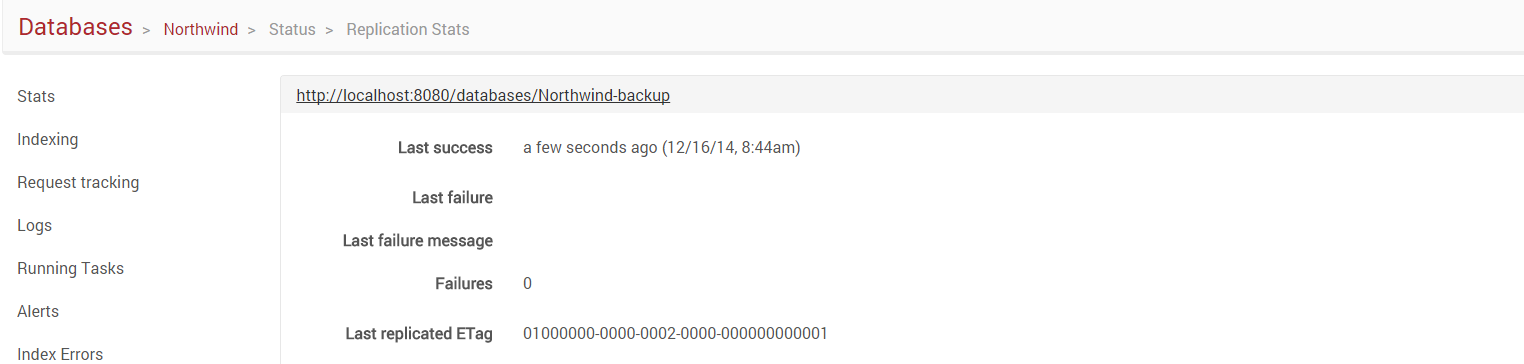 Databases > Northwind > Status > Replication Stats
Stats
Indexing
Request tracking
Logs
Running Tasks
Alerts
Index Errors
http://localhost:8080/databases/Northwind-backup
Last success a few seconds ago (12/16/14, 8:44am)
Last failure
Last failure message
Failures 0
Last replicated ETag 01000000-0000-0002-0000-000000000001